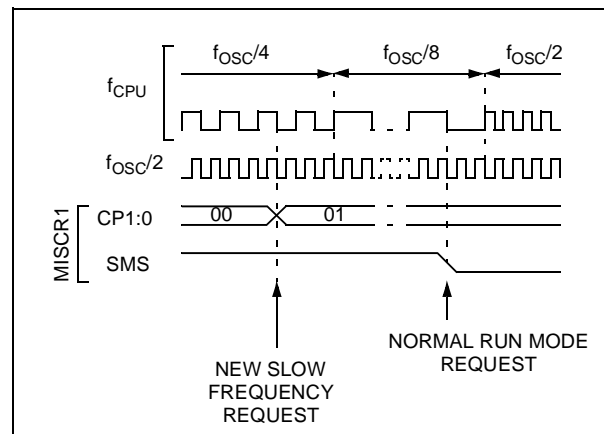 fOSC/4 fOSC/8 fOSC/2
fCPU
fOSC/2
MISCR1
CP1:0 00 01
SMS
NEW SLOW
FREQUENCY
REQUEST
NORMAL RUN MODE
REQUEST